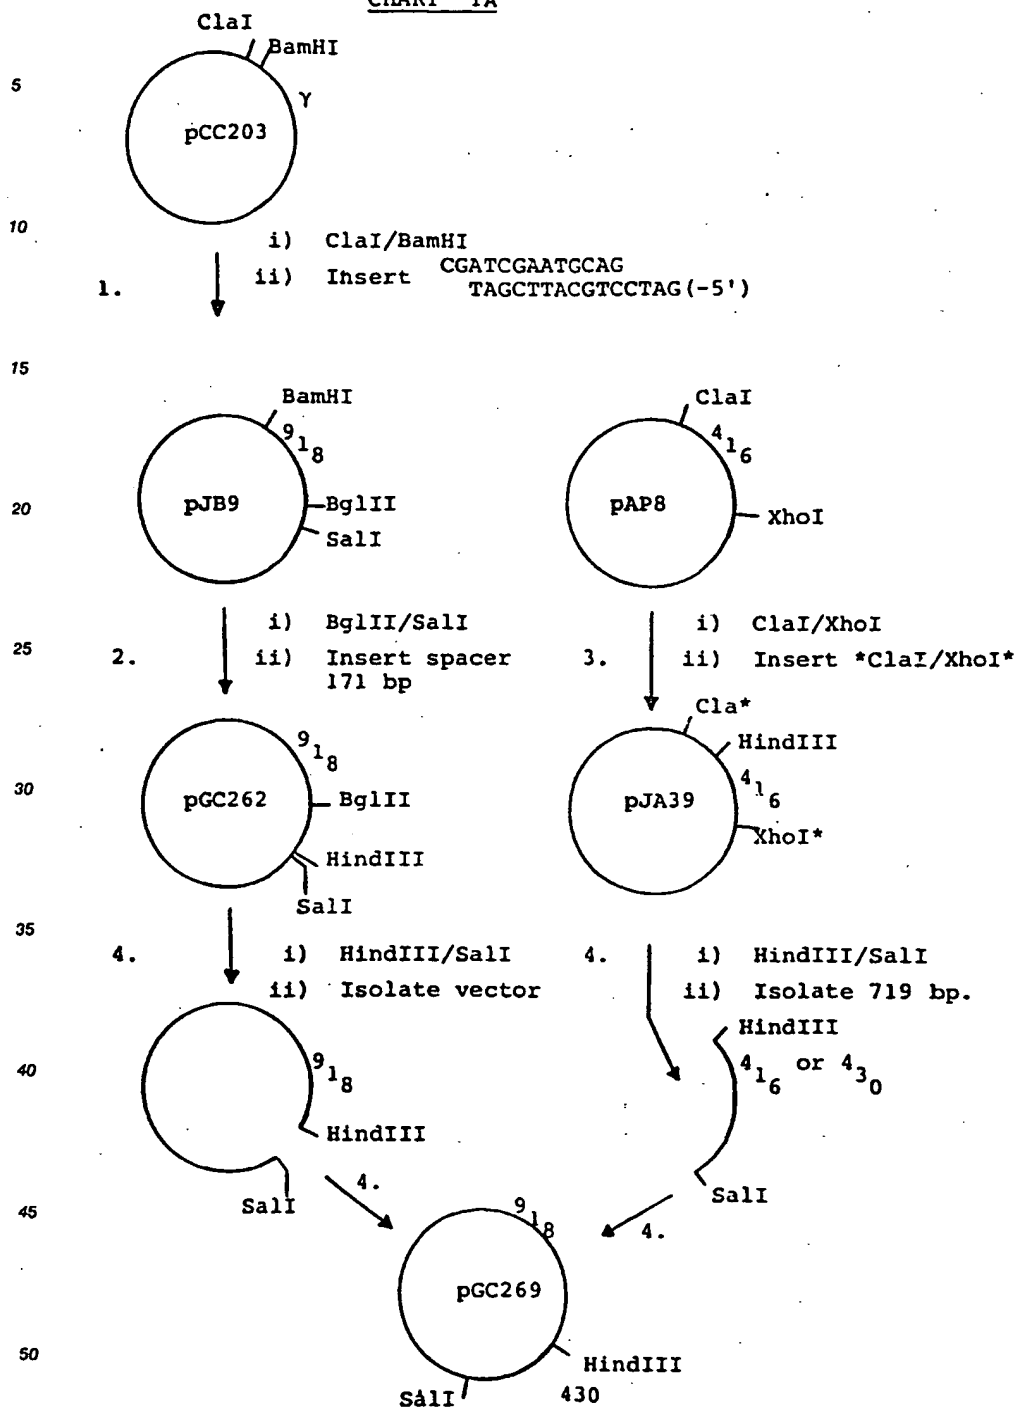 CHART 1A
ClaI
BamHI
5
γ
pCC203
10
i) ClaI/BamHI
1.
ii) Insert CGATCGAATGCAG
TAGCTTACGTCCTAG(-5')
15
BamHI
ClaI
918
416
pJB9
BglII
SalI
20
pAP8
XhoI
i) BglII/SalI
i) ClaI/XhoI
25
2.
ii) Insert spacer
171 bp
3.
ii) Insert *ClaI/XhoI*
Cla*
HindIII
918
416
30
pGC262
BglII
pJA39
XhoI*
HindIII
SalI
35
4.
i) HindIII/SalI
ii) Isolate vector
4.
i) HindIII/SalI
ii) Isolate 719 bp.
HindIII
40
918
416 or 430
HindIII
SalI
4.
SalI
45
918
4.
pGC269
50
HindIII
SalI
430